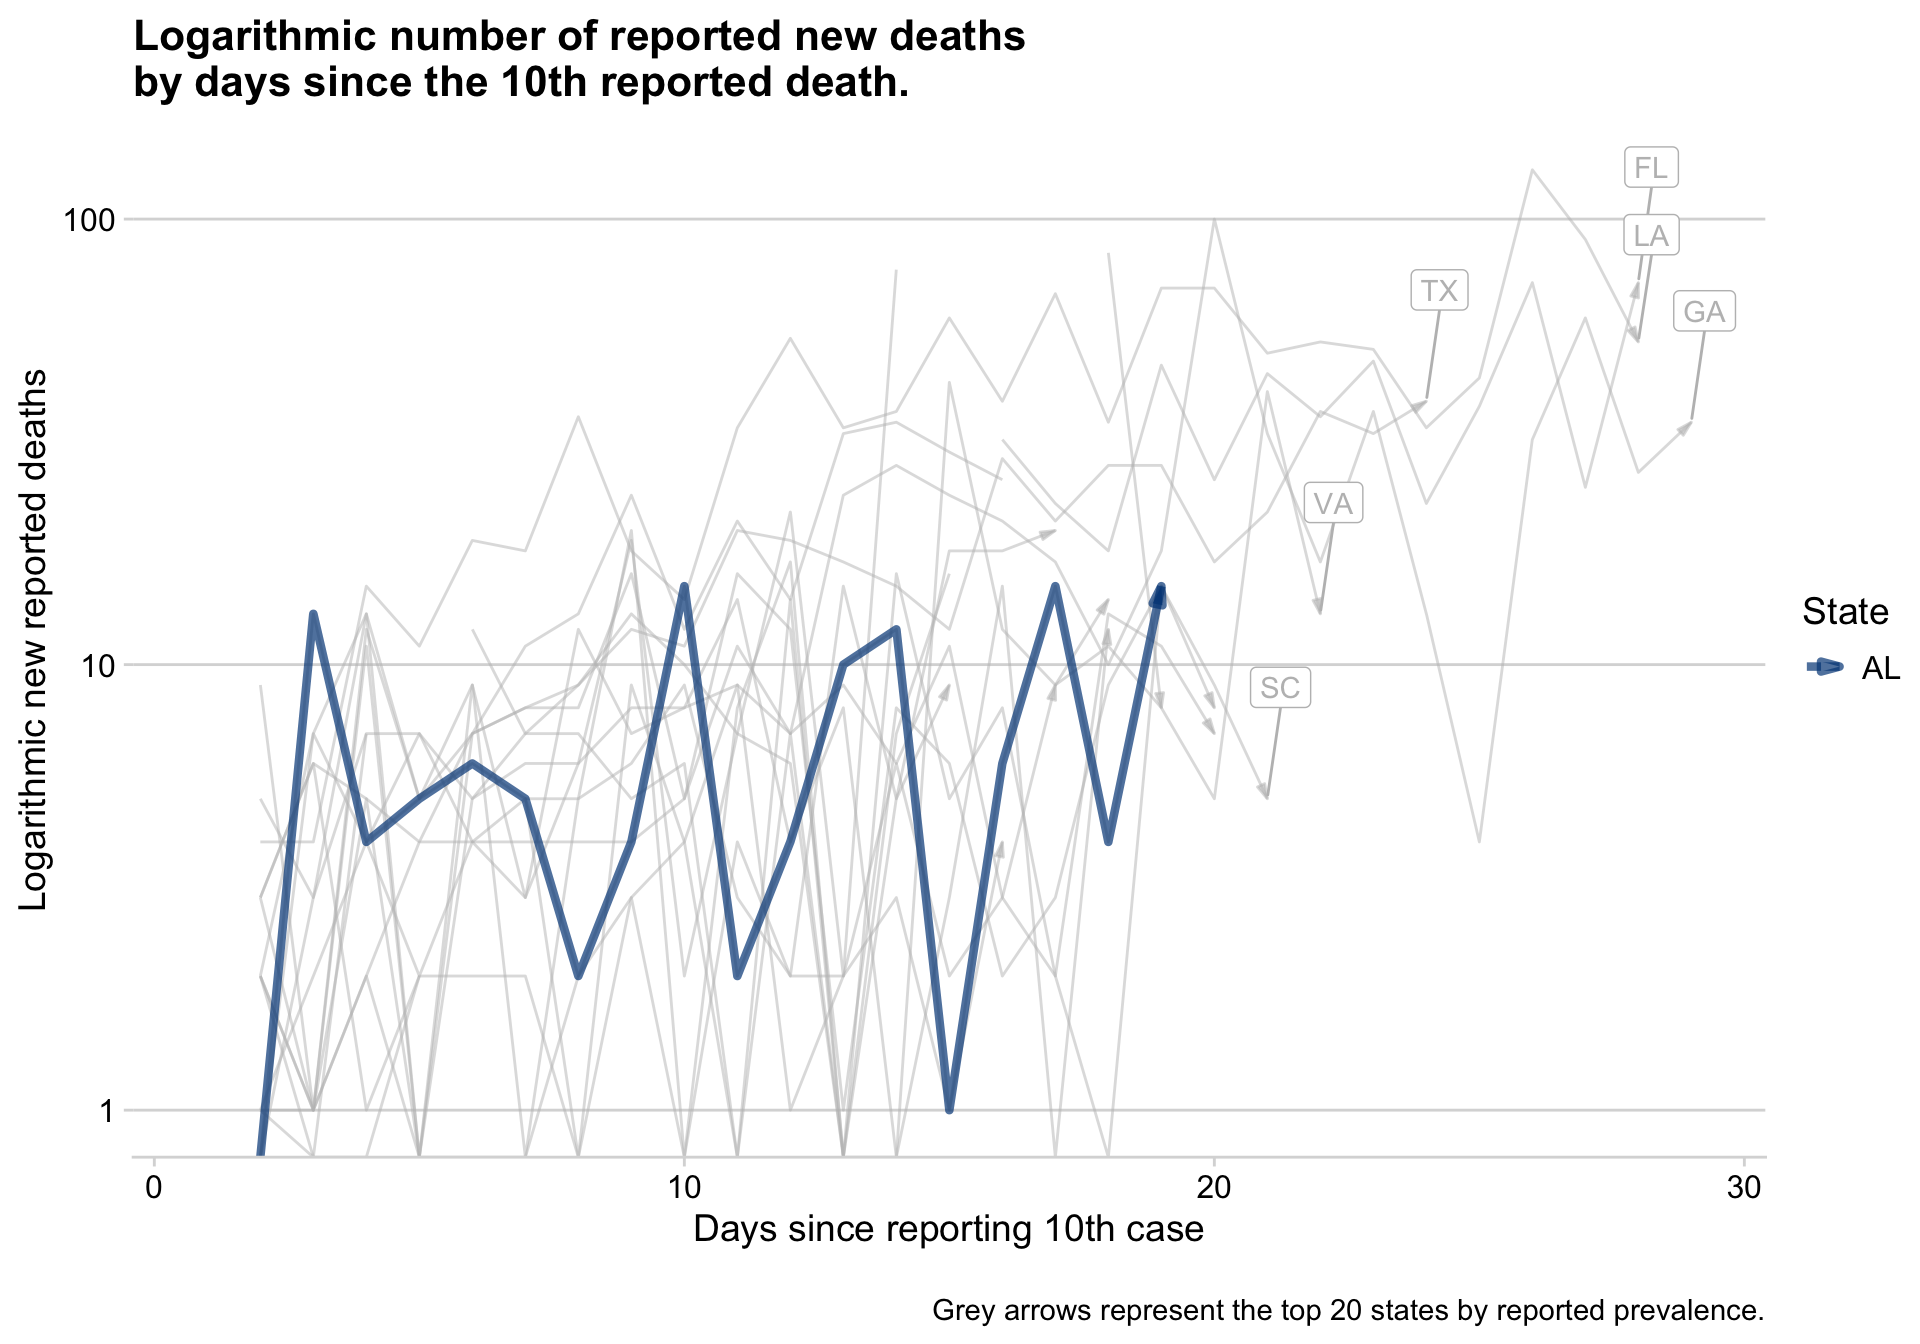 Logarithmic number of reported new deaths
by days since the 10th reported death.
Logarithmic new reported deaths
100
10
1
FL
LA
TX
GA
VA
SC
State
AL
0
10
20
30
Days since reporting 10th case
Grey arrows represent the top 20 states by reported prevalence.